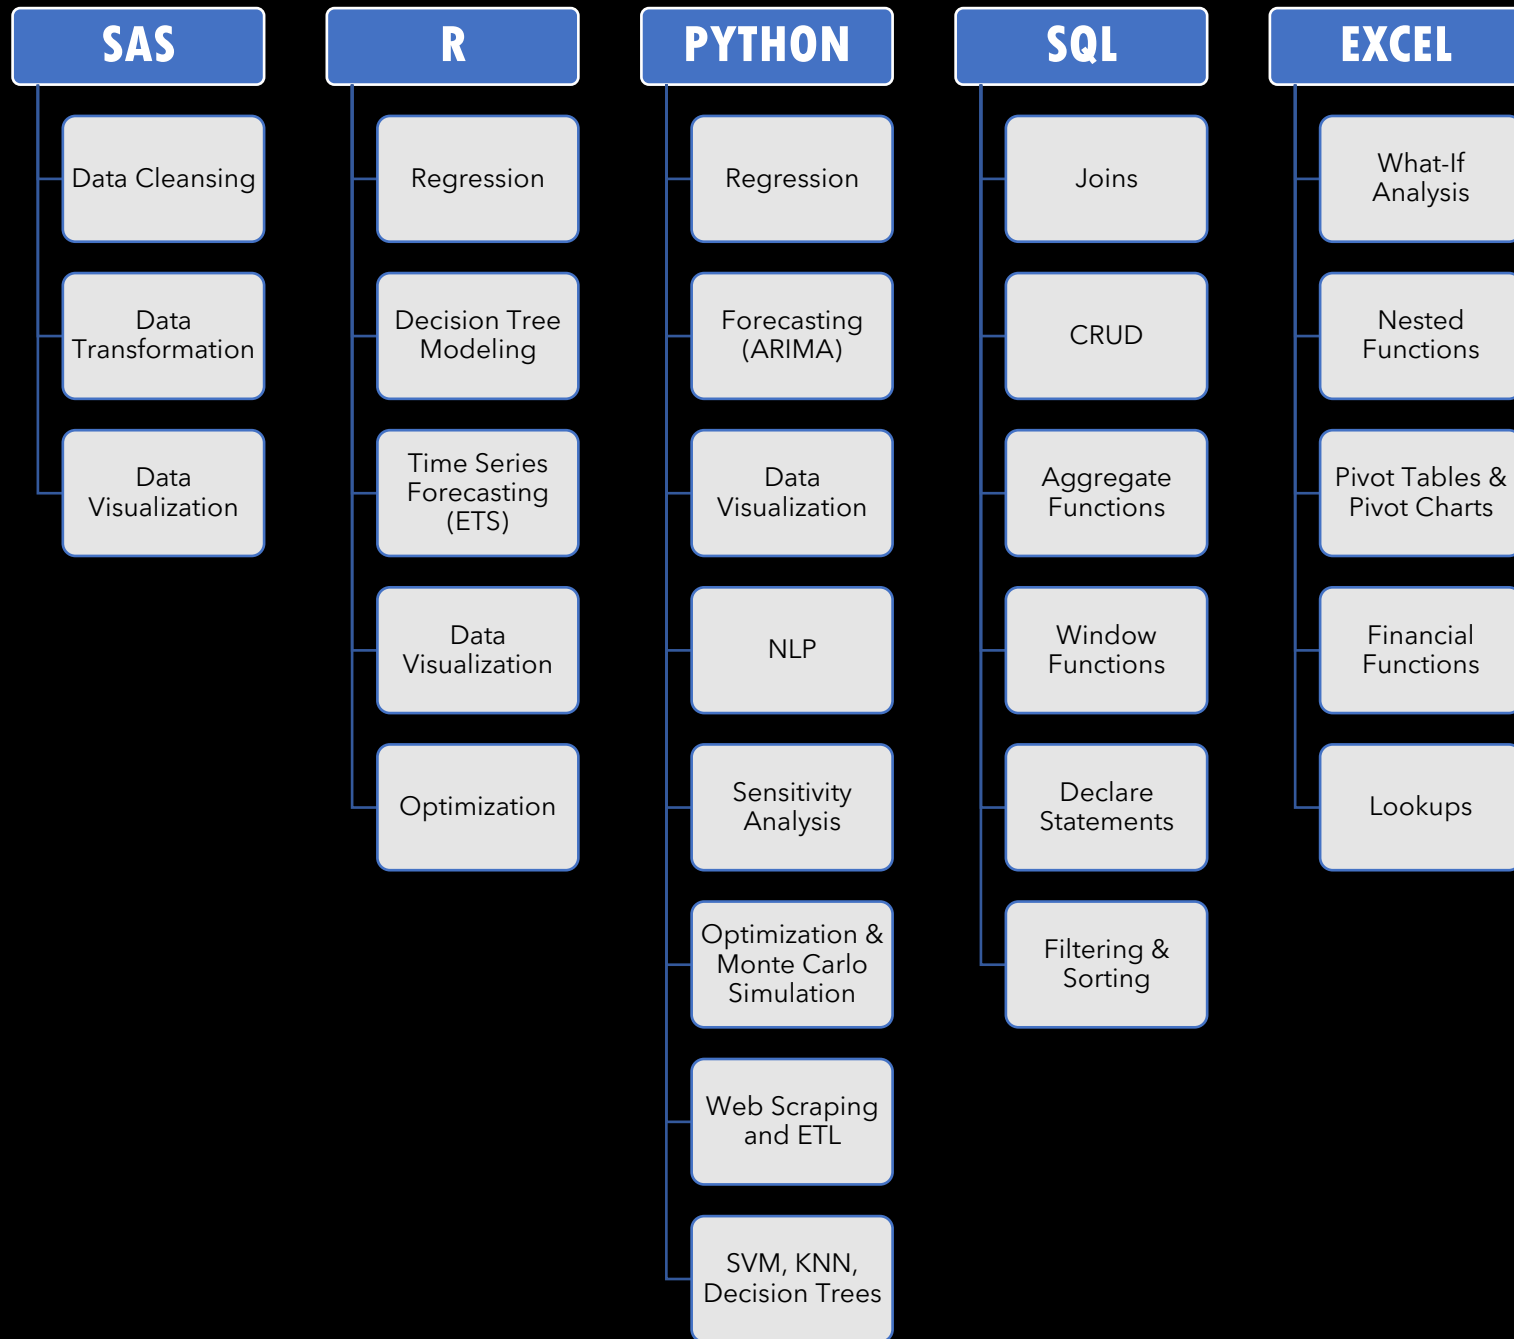 SAS
Data Cleansing
Data
Transformation
Data
Visualization
R
Regression
Decision Tree
Modeling
Time Series
Forecasting
(ETS)
Data
Visualization
Optimization
PYTHON
Regression
Forecasting
(ARIMA)
Data
Visualization
NLP
Sensitivity
Analysis
Optimization &
Monte Carlo
Simulation
Web Scraping
and ETL
SVM, KNN,
Decision Trees
SQL
Joins
CRUD
Aggregate
Functions
Window
Functions
Declare
Statements
Filtering &
Sorting
EXCEL
What-If
Analysis
Nested
Functions
Pivot Tables &
Pivot Charts
Financial
Functions
Lookups